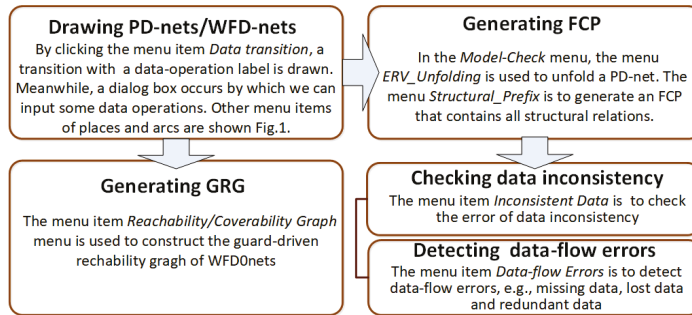 Drawing PD-nets/WFD-nets
By clicking the menu item Data transition, a
transition with a data-operation label is drawn.
Meanwhile, a dialog box occurs by which we can
input some data operations. Other menu items
of places and arcs are shown Fig.1.
Generating FCP
In the Model-Check menu, the menu
ERV_Unfolding is used to unfold a PD-net. The
menu Structural_Prefix is to generate an FCP
that contains all structural relations.
Generating GRG
The menu item Reachability/Coverability Graph
menu is used to construct the guard-driven
rechability gragh of WFD0nets
Checking data inconsistency
The menu item Inconsistent Data is to check
the error of data inconsistency
Detecting data-flow errors
The menu item Data-flow Errors is to detect
data-flow errors, e.g., missing data, lost data
and redundant data